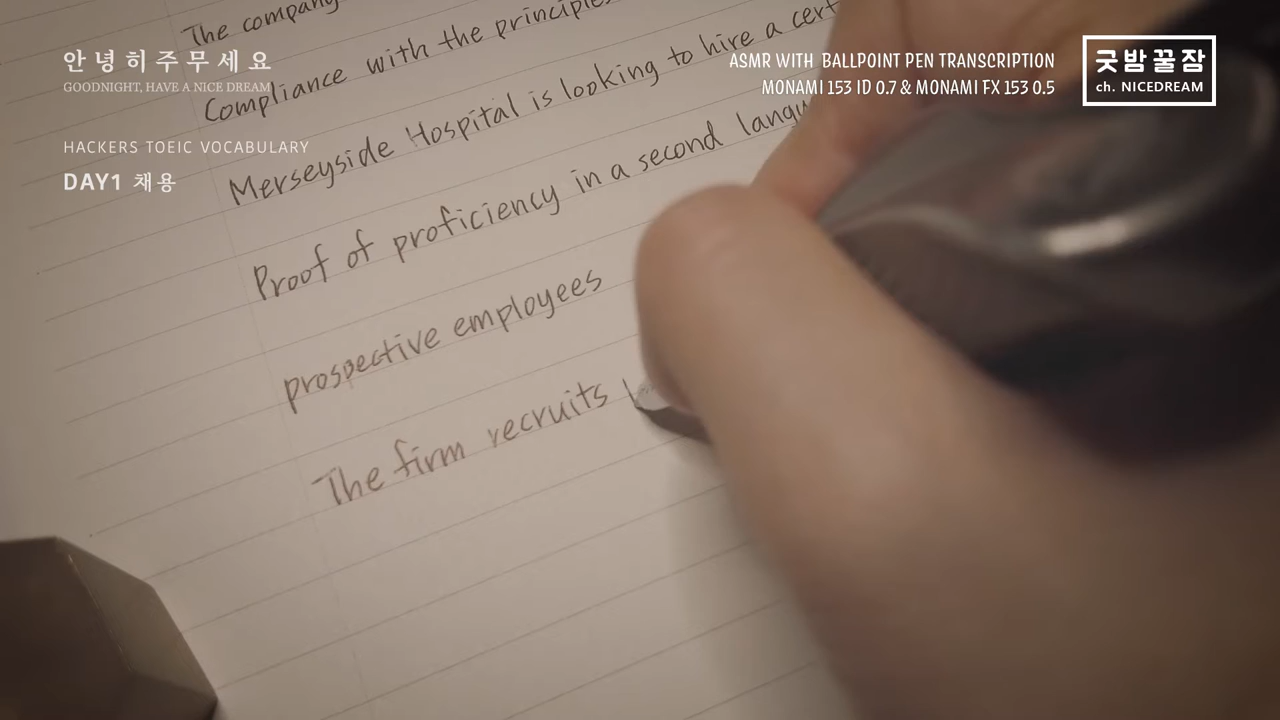 안녕히주무세요
GOODNIGHT, HAVE A NICE DREAM
HACKERS TOEIC VOCABULARY
DAY1 채용
ASMR WITH BALLPOINT PEN TRANSCRIPTION
MONAMI 153 ID 0.7 & MONAMI FX 153 0.5
굿밤꿀잠
ch. NICEDREAM
The company
Compliance with the principle
Merseyside Hospital is looking to hire a cert
Proof of proficiency in a second langu
prospective employees
The firm recruits